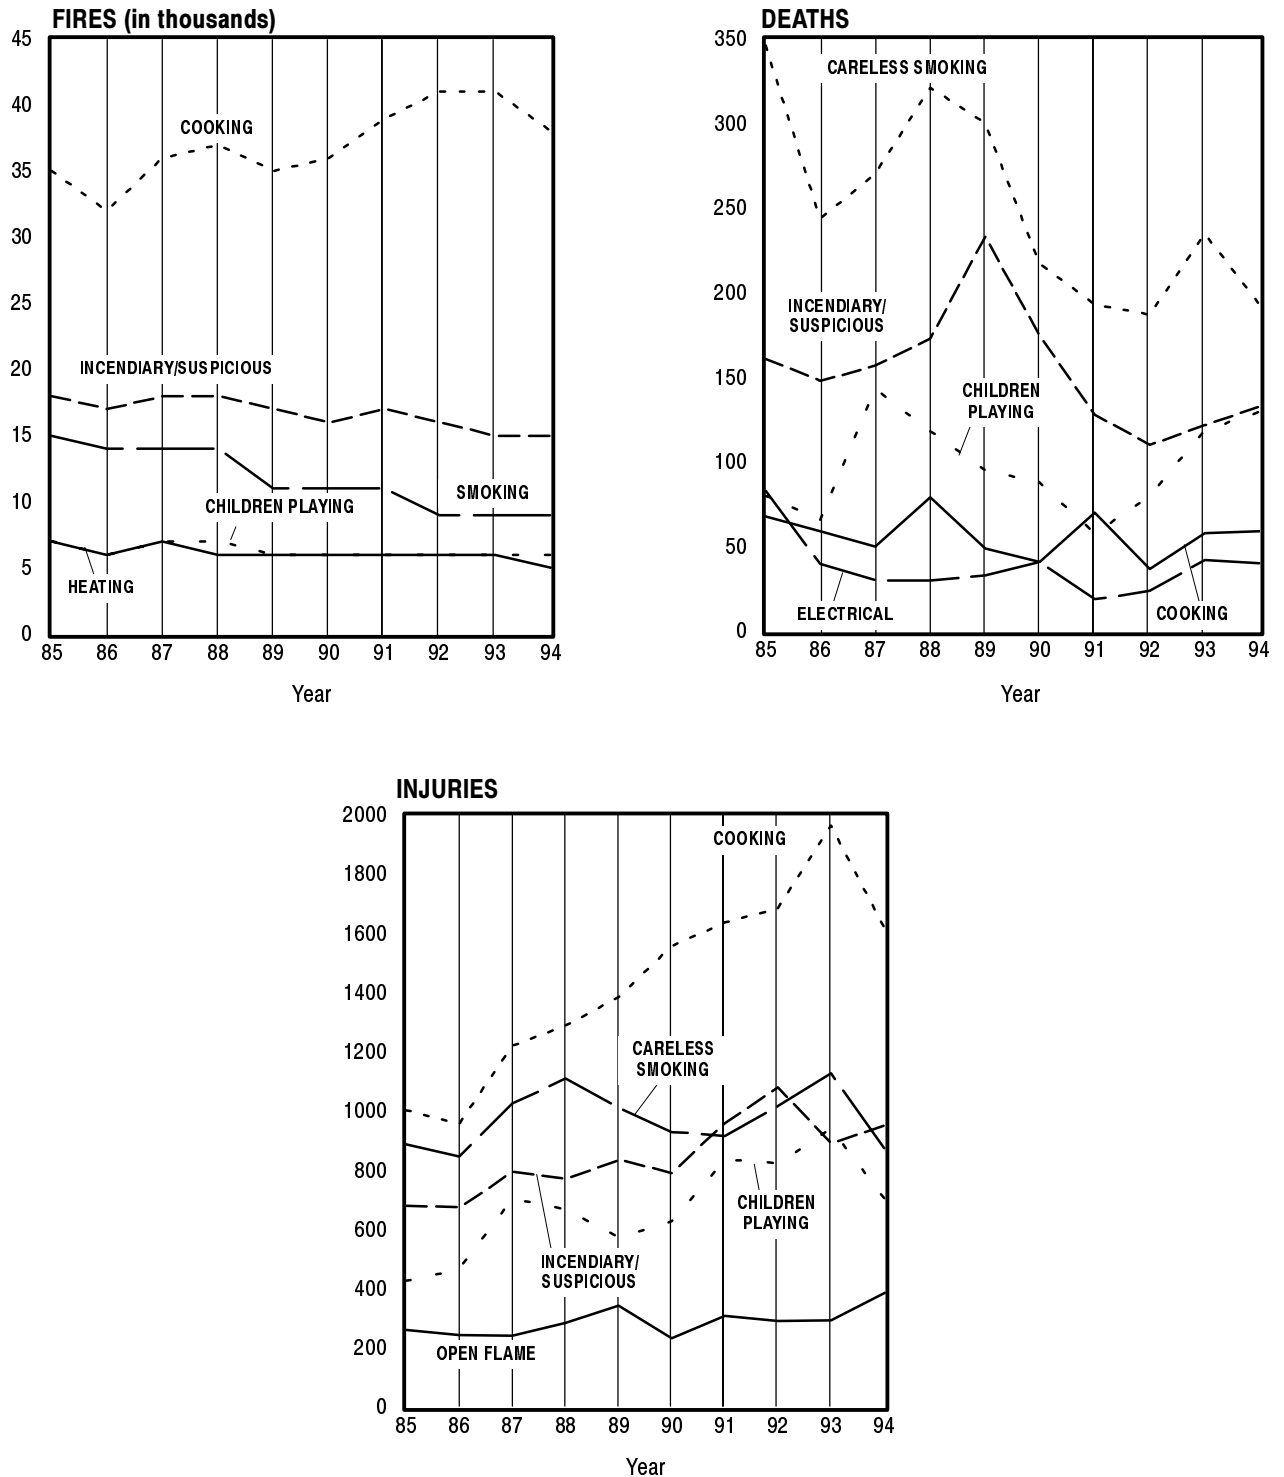 FIRES (in thousands)
45
40
35
30
25
20
15
10
5
0
COOKING
INCENDIARY/SUSPICIOUS
SMOKING
CHILDREN PLAYING
HEATING
85 86 87 88 89 90 91 92 93 94
Year
DEATHS
350
300
250
200
150
100
50
0
CARELESS SMOKING
INCENDIARY/
SUSPICIOUS
CHILDREN
PLAYING
ELECTRICAL
COOKING
85 86 87 88 89 90 91 92 93 94
Year
INJURIES
2000
1800
1600
1400
1200
1000
800
600
400
200
0
COOKING
CARELESS
SMOKING
CHILDREN
PLAYING
INCENDIARY/
SUSPICIOUS
OPEN FLAME
85 86 87 88 89 90 91 92 93 94
Year